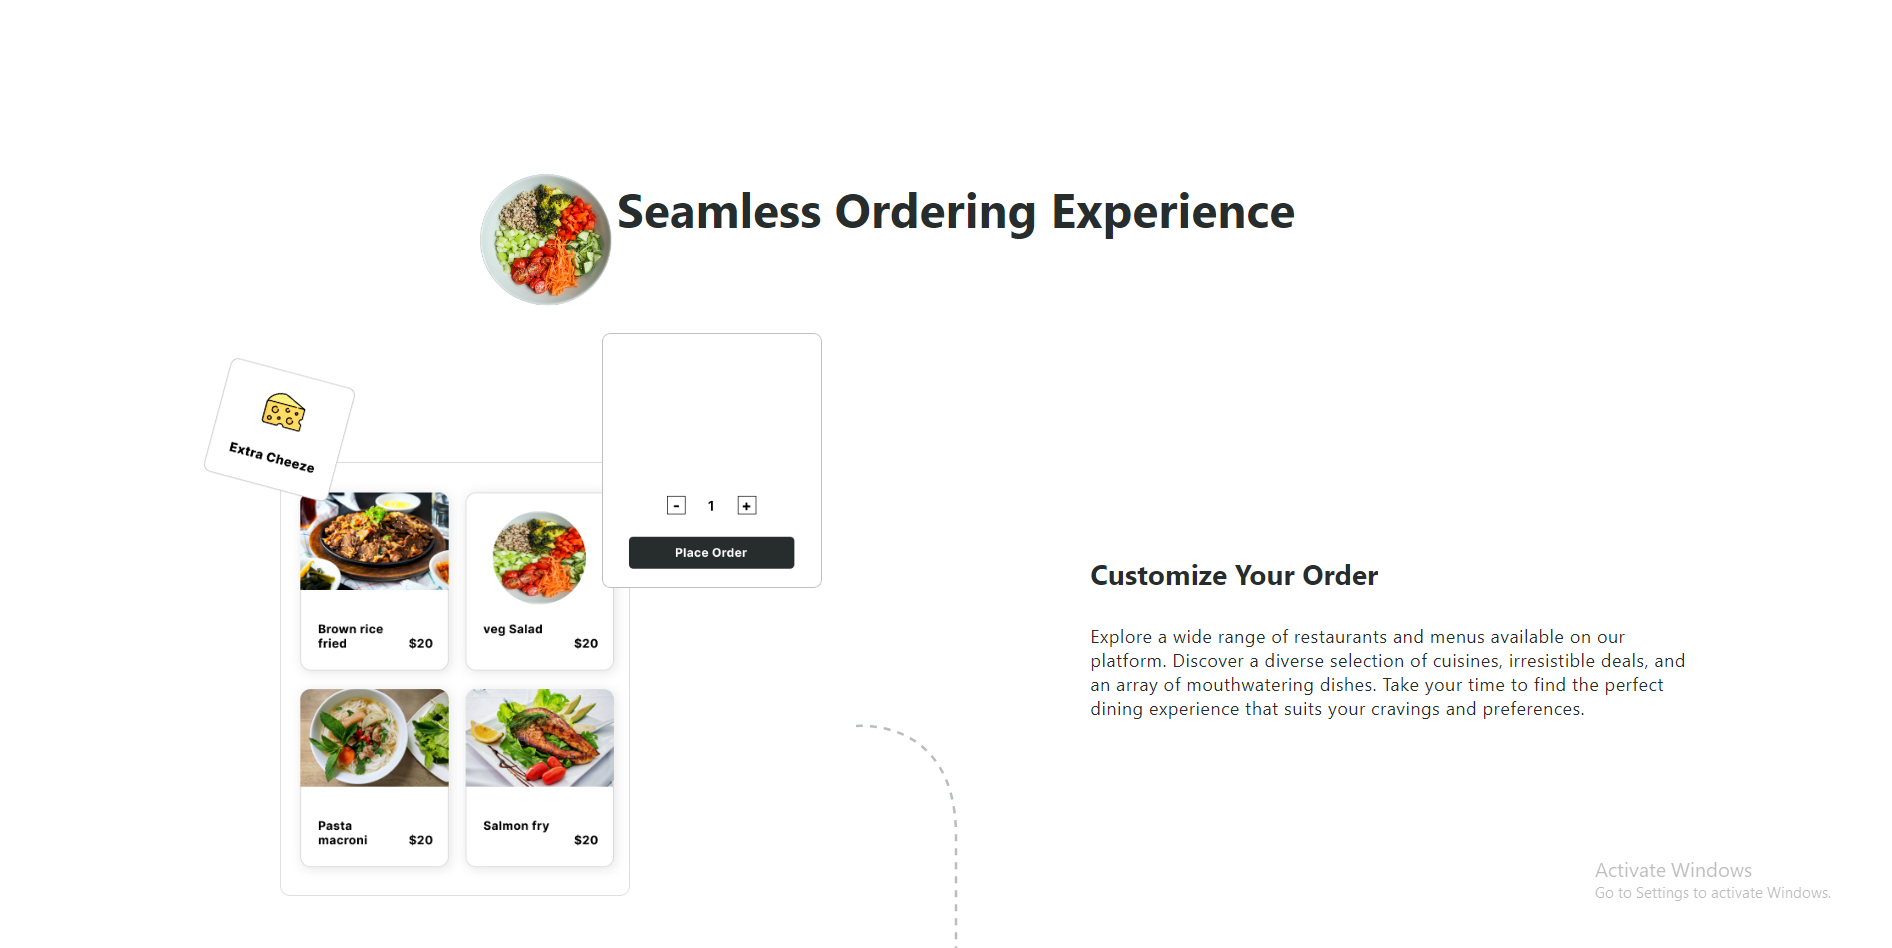 Seamless Ordering Experience
Extra Cheeze
- 1 +
Place Order
Brown rice
fried
$20
veg Salad
$20
Pasta
macroni
$20
Salmon fry
$20
Customize Your Order
Explore a wide range of restaurants and menus available on our
platform. Discover a diverse selection of cuisines, irresistible deals, and
an array of mouthwatering dishes. Take your time to find the perfect
dining experience that suits your cravings and preferences.
Activate Windows
Go to Settings to activate Windows.